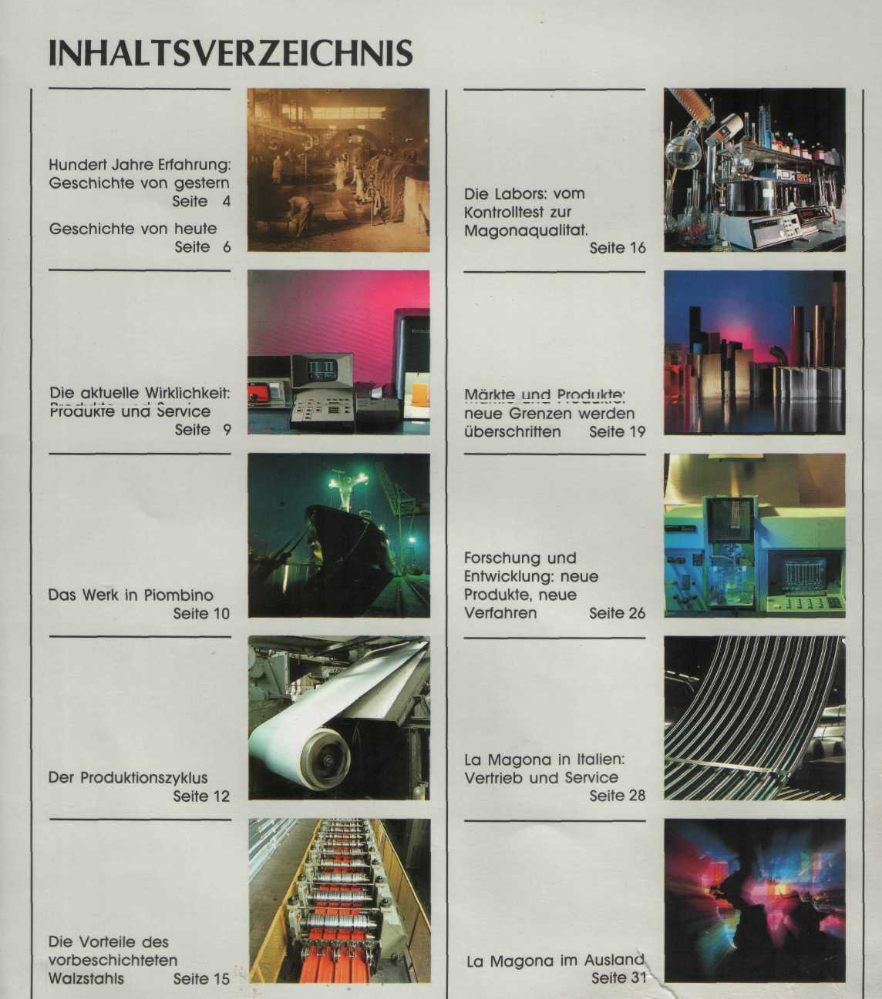 INHALTSVERZEICHNIS
Hundert Jahre Erfahrung:
Geschichte von gestern
Seite 4
Geschichte von heute
Seite 6
Die aktuelle Wirklichkeit:
Produkte und Service
Seite 9
Das Werk in Piombino
Seite 10
Der Produktionszyklus
Seite 12
Die Vorteile des
vorbeschichteten
Walzstahls Seite 15
Die Labors: vom
Kontrolltest zur
Magonaqualitat.
Seite 16
Märkte und Produkte:
neue Grenzen werden
überschritten Seite 19
Forschung und
Entwicklung: neue
Produkte, neue
Verfahren Seite 26
La Magona in Italien:
Vertrieb und Service
Seite 28
La Magona im Ausland
Seite 31